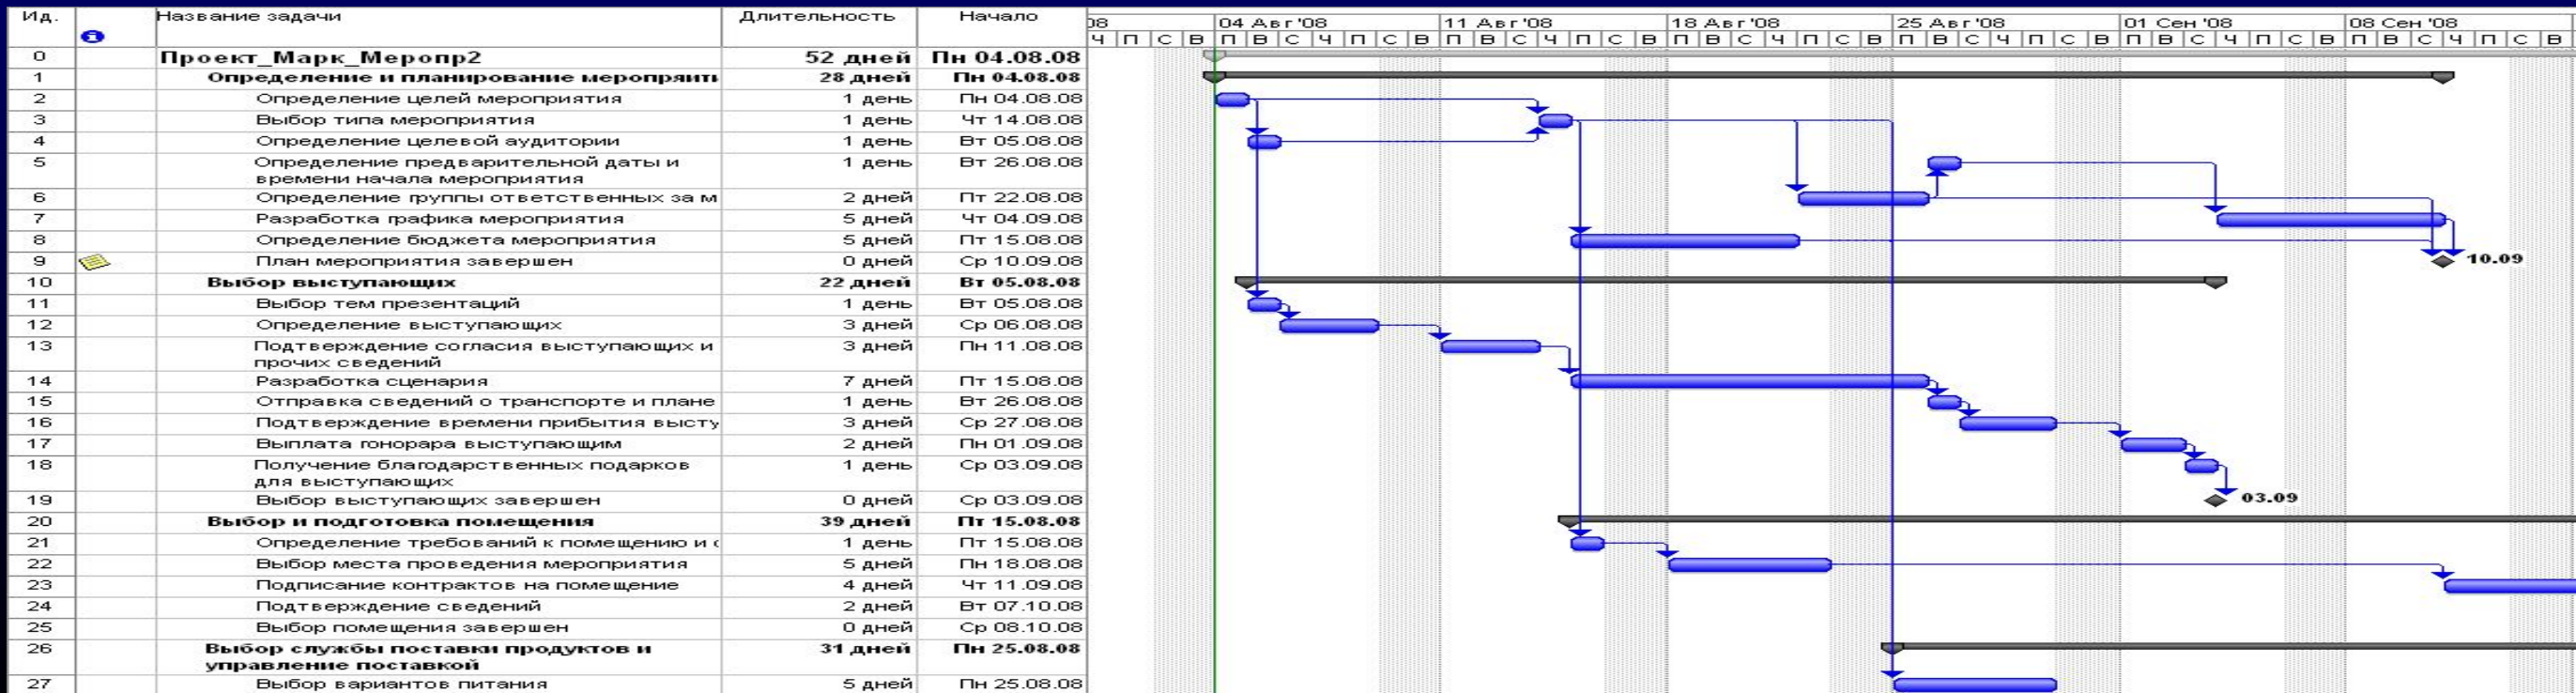 Ид. Название задачи Длительность Начало
08 04 Авг '08 11 Авг '08 18 Авг '08 25 Авг '08 01 Сен '08 08 Сен '08
Ч П С В П В С Ч П С В П В С Ч П С В П В С Ч П С В П В С Ч П С В П В С Ч П С В П В С Ч П С В
0 Проект_Марк_Меропр2 52 дней Пн 04.08.08
1 Определение и планирование мероприяти 28 дней Пн 04.08.08
2 Определение целей мероприятия 1 день Пн 04.08.08
3 Выбор типа мероприятия 1 день Чт 14.08.08
4 Определение целевой аудитории 1 день Вт 05.08.08
5 Определение предварительной даты и 1 день Вт 26.08.08
времени начала мероприятия
6 Определение группы ответственных за м 2 дней Пт 22.08.08
7 Разработка графика мероприятия 5 дней Чт 04.09.08
8 Определение бюджета мероприятия 5 дней Пт 15.08.08
9 План мероприятия завершен 0 дней Ср 10.09.08 10.09
10 Выбор выступающих 22 дней Вт 05.08.08
11 Выбор тем презентаций 1 день Вт 05.08.08
12 Определение выступающих 3 дней Ср 06.08.08
13 Подтверждение согласия выступающих и 3 дней Пн 11.08.08
прочих сведений
14 Разработка сценария 7 дней Пт 15.08.08
15 Отправка сведений о транспорте и плане 1 день Вт 26.08.08
16 Подтверждение времени прибытия высту 3 дней Ср 27.08.08
17 Выплата гонорара выступающим 2 дней Пн 01.09.08
18 Получение благодарственных подарков 1 день Ср 03.09.08
для выступающих
19 Выбор выступающих завершен 0 дней Ср 03.09.08 03.09
20 Выбор и подготовка помещения 39 дней Пт 15.08.08
21 Определение требований к помещению и с 1 день Пт 15.08.08
22 Выбор места проведения мероприятия 5 дней Пн 18.08.08
23 Подписание контрактов на помещение 4 дней Чт 11.09.08
24 Подтверждение сведений 2 дней Вт 07.10.08
25 Выбор помещения завершен 0 дней Ср 08.10.08
26 Выбор службы поставки продуктов и 31 дней Пн 25.08.08
управление поставкой
27 Выбор вариантов питания 5 дней Пн 25.08.08